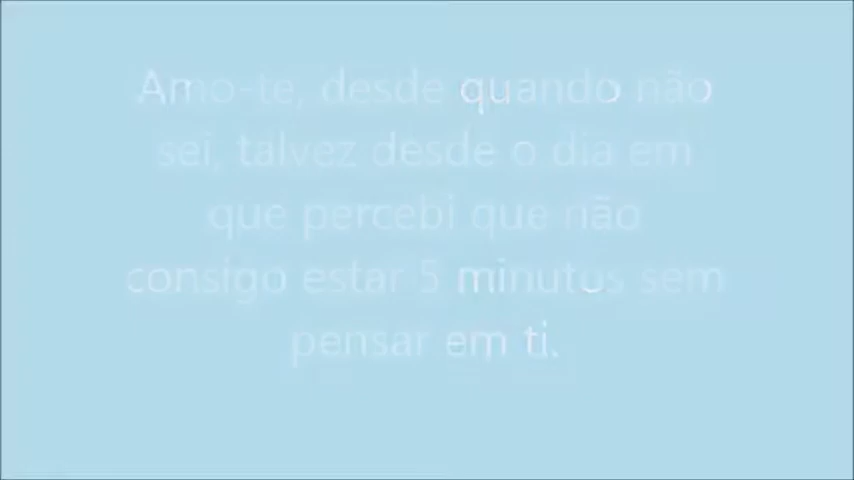 Amo-te, desde quando não
sei, talvez desde o dia em
que percebi que não
consigo estar 5 minutos sem
pensar em ti.